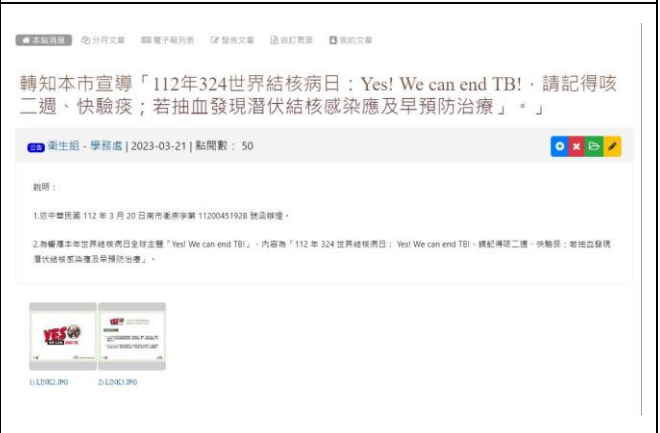 本站消息 分月文章 電子報列表 發佈文章 自訂頁面 我的文章
轉知本市宣導「112年324世界結核病日：Yes! We can end TB!，請記得咳
二週、快驗痰；若抽血發現潛伏結核感染應及早預防治療」。」
公告 衛生組 - 學務處 | 2023-03-21 | 點閱數： 50
說明：
1.依中華民國 112 年 3 月 20 日南市衛疾字第 11200451928 號函辦理。
2.為響應本年世界結核病日全球主題「Yes! We can end TB!」，內容為「112 年 324 世界結核病日： Yes! We can end TB!，請記得咳二週、快驗痰；若抽血發現
潛伏結核感染應及早預防治療」。
YES
1) LINK2.JPG 2) LINK3.JPG